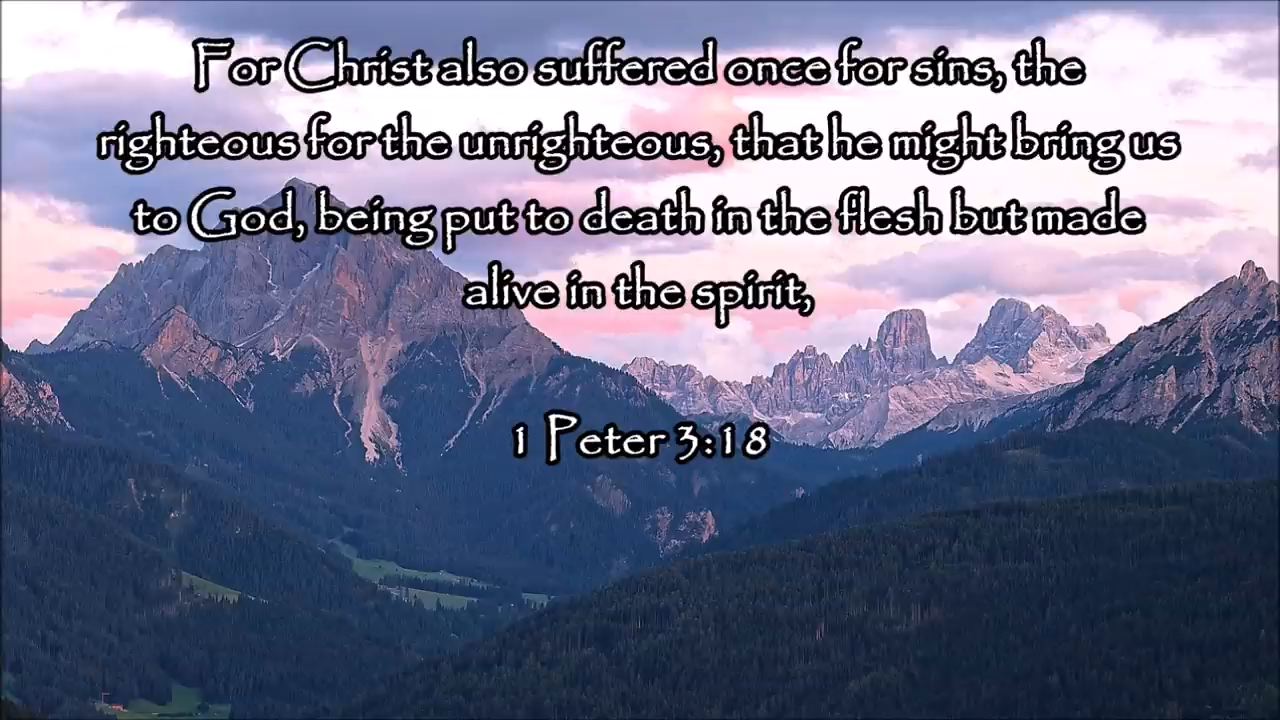 For Christ also suffered once for sins, the
righteous for the unrighteous, that he might bring us
to God, being put to death in the flesh but made
alive in the spirit,
1 Peter 3:18